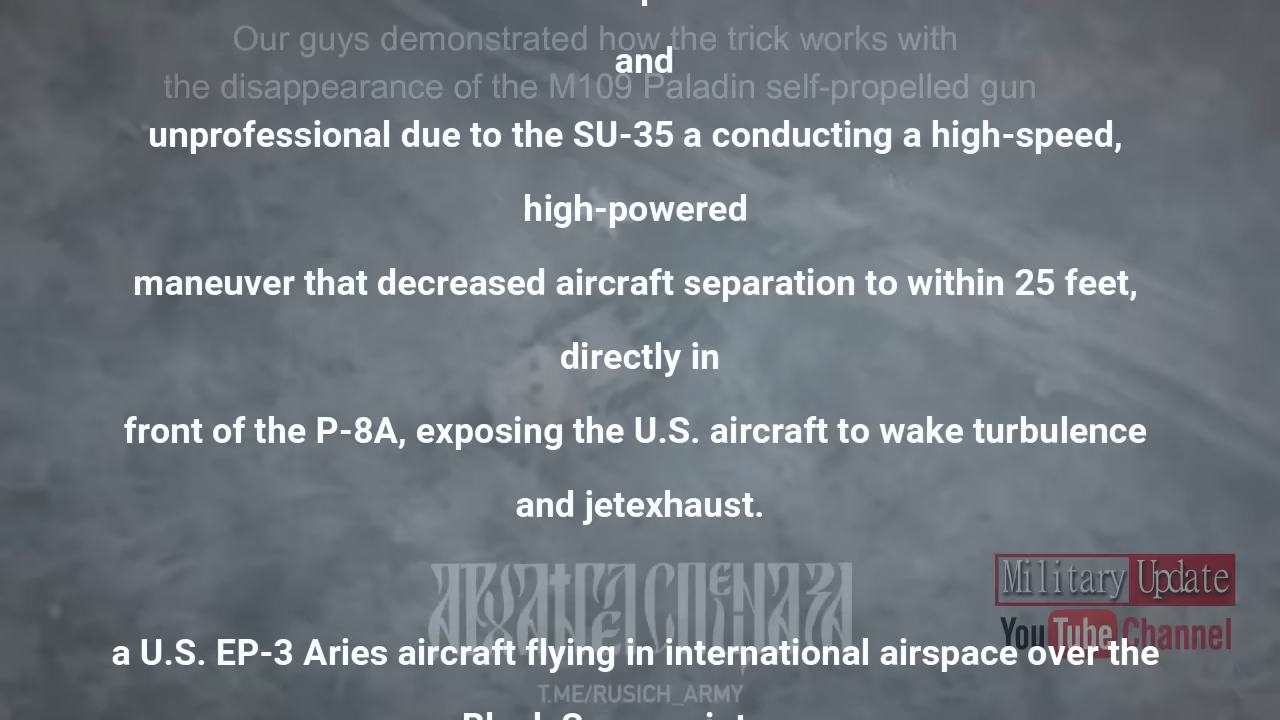 Our guys demonstrated how the trick works with
and
the disappearance of the M109 Paladin self-propelled gun
unprofessional due to the SU-35 a conducting a high-speed,
high-powered
maneuver that decreased aircraft separation to within 25 feet,
directly in
front of the P-8A, exposing the U.S. aircraft to wake turbulence
and jetexhaust.
АРХАНГЕЛ СПЕЦНАЗА
Military Update
YouTube Channel
a U.S. EP-3 Aries aircraft flying in international airspace over the
T.ME/RUSICH_ARMY